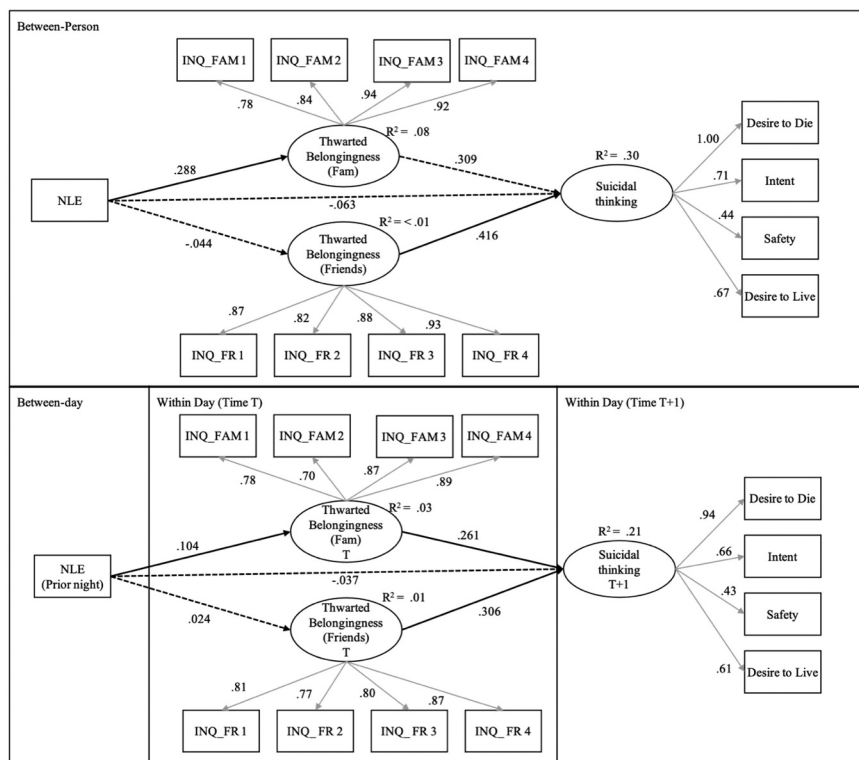 Between-Person
INQ_FAM 1
INQ_FAM 2
INQ_FAM 3
INQ_FAM 4
.78
.84
.94
.92
R² = .08
Thwarted
Belongingness
(Fam)
.288
.309
NLE
-.063
R² = .30
Suicidal
thinking
1.00
.71
.44
.67
Desire to Die
Intent
Safety
Desire to Live
-.044
R² = < .01
Thwarted
Belongingness
(Friends)
.416
.87
.82
.88
.93
INQ_FR 1
INQ_FR 2
INQ_FR 3
INQ_FR 4
Between-day
Within Day (Time T)
Within Day (Time T+1)
INQ_FAM 1
INQ_FAM 2
INQ_FAM 3
INQ_FAM 4
.78
.70
.87
.89
R² = .03
Thwarted
Belongingness
(Fam)
T
.104
.261
NLE
(Prior night)
-.037
R² = .21
Suicidal
thinking
T+1
.94
.66
.43
.61
Desire to Die
Intent
Safety
Desire to Live
.024
R² = .01
Thwarted
Belongingness
(Friends)
T
.306
.81
.77
.80
.87
INQ_FR 1
INQ_ FR 2
INQ_FR 3
INQ_FR 4